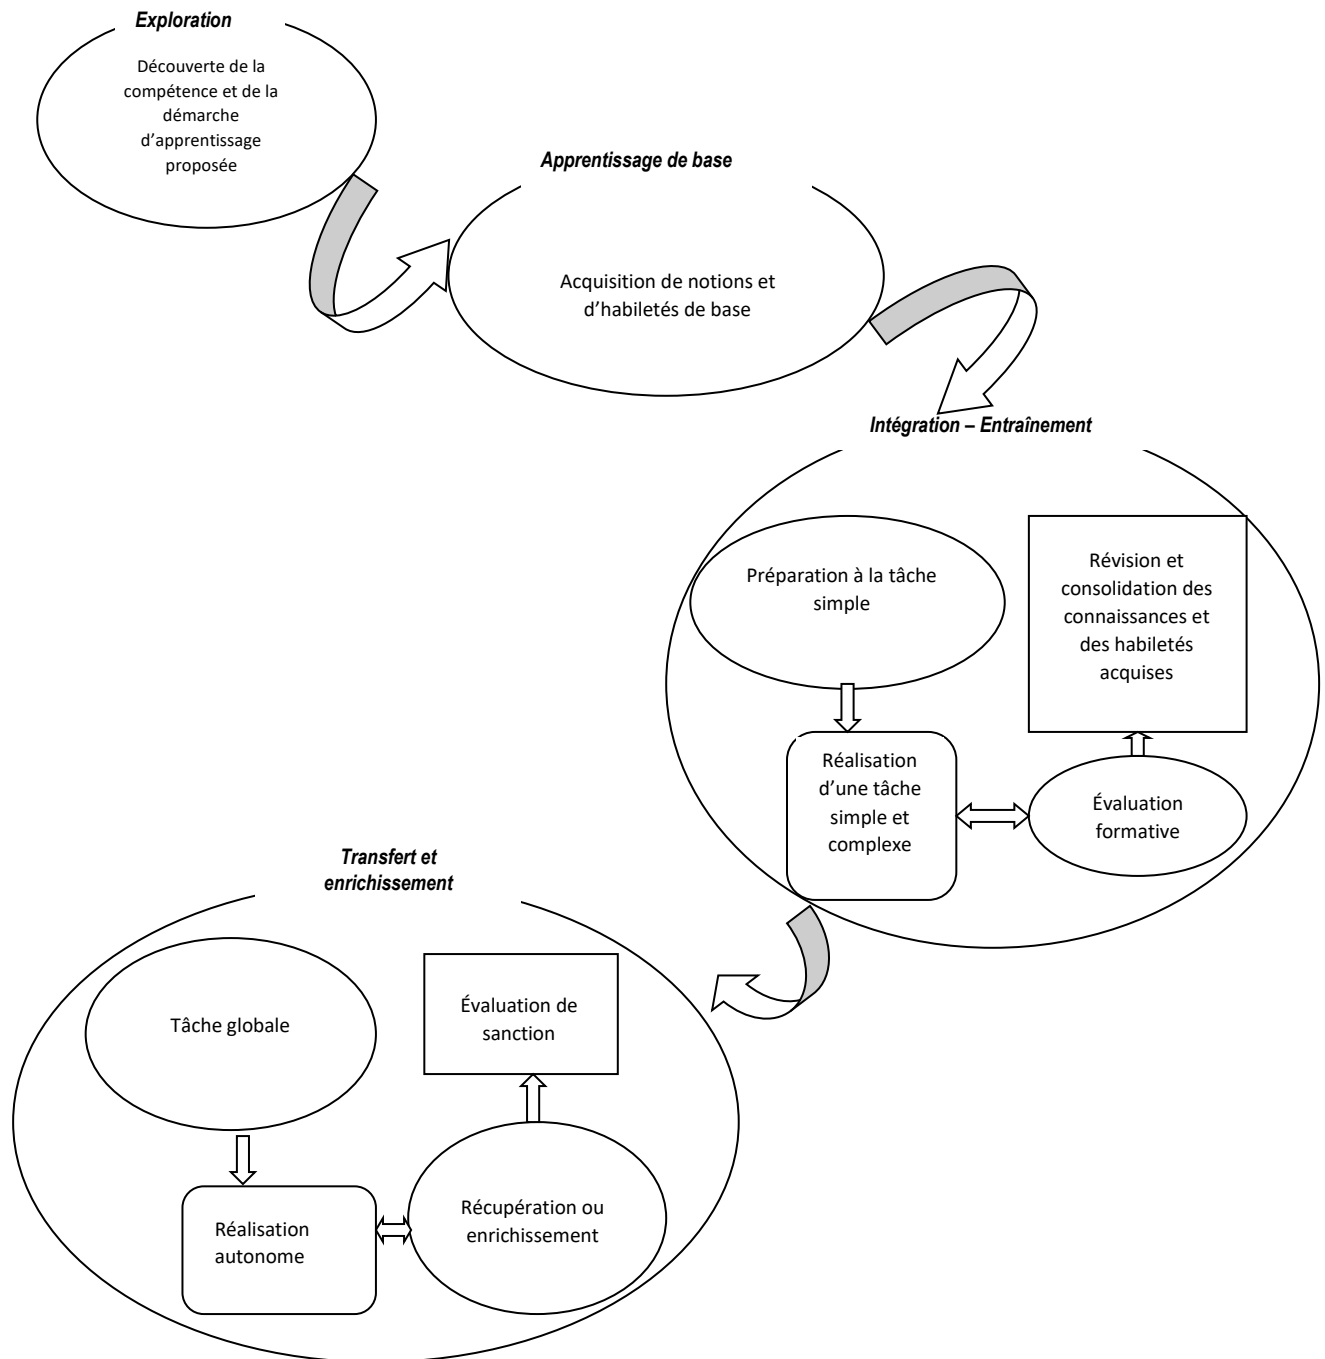 Exploration
Découverte de la
compétence et de la
démarche
d’apprentissage
proposée
Apprentissage de base
Acquisition de notions et
d’habiletés de base
Intégration – Entraînement
Préparation à la tâche
simple
Révision et
consolidation des
connaissances et
des habiletés
acquises
Réalisation
d’une tâche
simple et
complexe
Évaluation
formative
Transfert et
enrichissement
Tâche globale
Évaluation de
sanction
Réalisation
autonome
Récupération ou
enrichissement